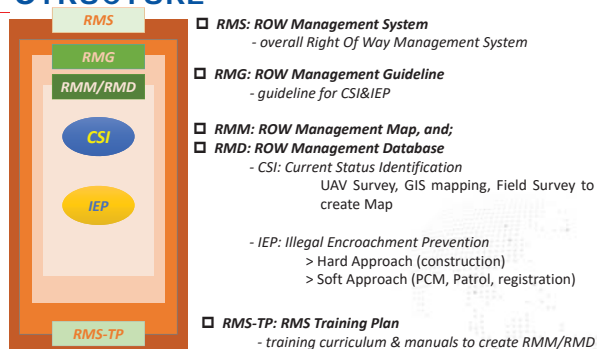 STRUCTURE
RMS
RMG
RMM/RMD
CSI
IEP
RMS-TP
RMS: ROW Management System
- overall Right Of Way Management System
RMG: ROW Management Guideline
- guideline for CSI&IEP
RMM: ROW Management Map, and;
RMD: ROW Management Database
- CSI: Current Status Identification
UAV Survey, GIS mapping, Field Survey to
create Map
- IEP: Illegal Encroachment Prevention
> Hard Approach (construction)
> Soft Approach (PCM, Patrol, registration)
RMS-TP: RMS Training Plan
- training curriculum & manuals to create RMM/RMD